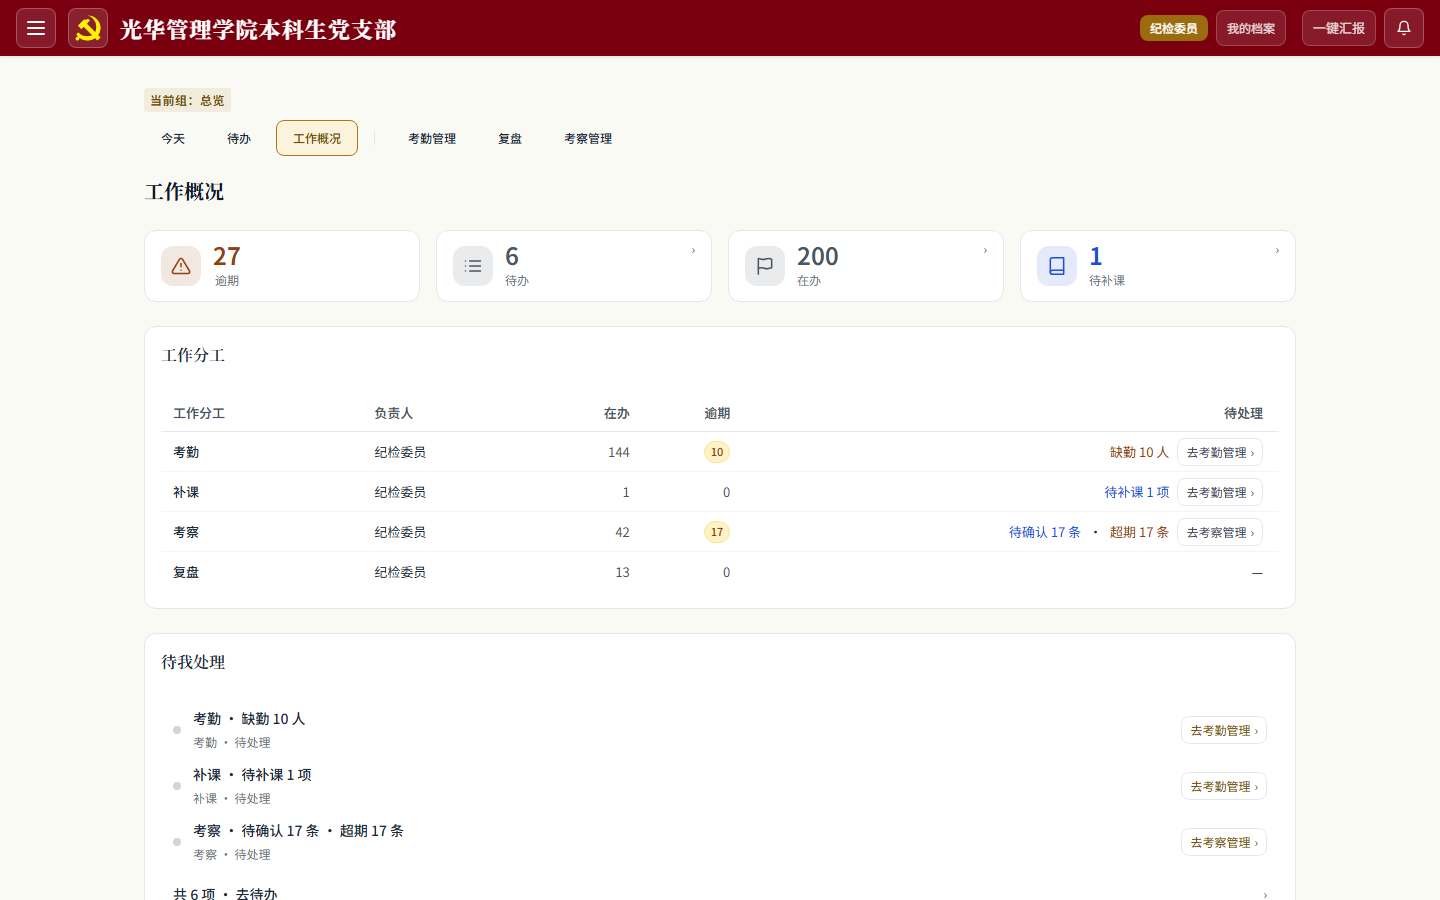 光华管理学院本科生党支部
纪检委员 我的档案 一键汇报
当前组：总览
今天 待办 工作概况 考勤管理 复盘 考察管理
工作概况
27
逾期
6
待办
200
在办
1
待补课
工作分工
工作分工 负责人 在办 逾期 待处理
考勤 纪检委员 144 10 缺勤 10 人 去考勤管理 ›
补课 纪检委员 1 0 待补课 1 项 去考勤管理 ›
考察 纪检委员 42 17 待确认 17 条 · 超期 17 条 去考察管理 ›
复盘 纪检委员 13 0 —
待我处理
考勤 · 缺勤 10 人
考勤 · 待处理
去考勤管理 ›
补课 · 待补课 1 项
补课 · 待处理
去考勤管理 ›
考察 · 待确认 17 条 · 超期 17 条
考察 · 待处理
去考察管理 ›
共 6 项 · 去待办 ›